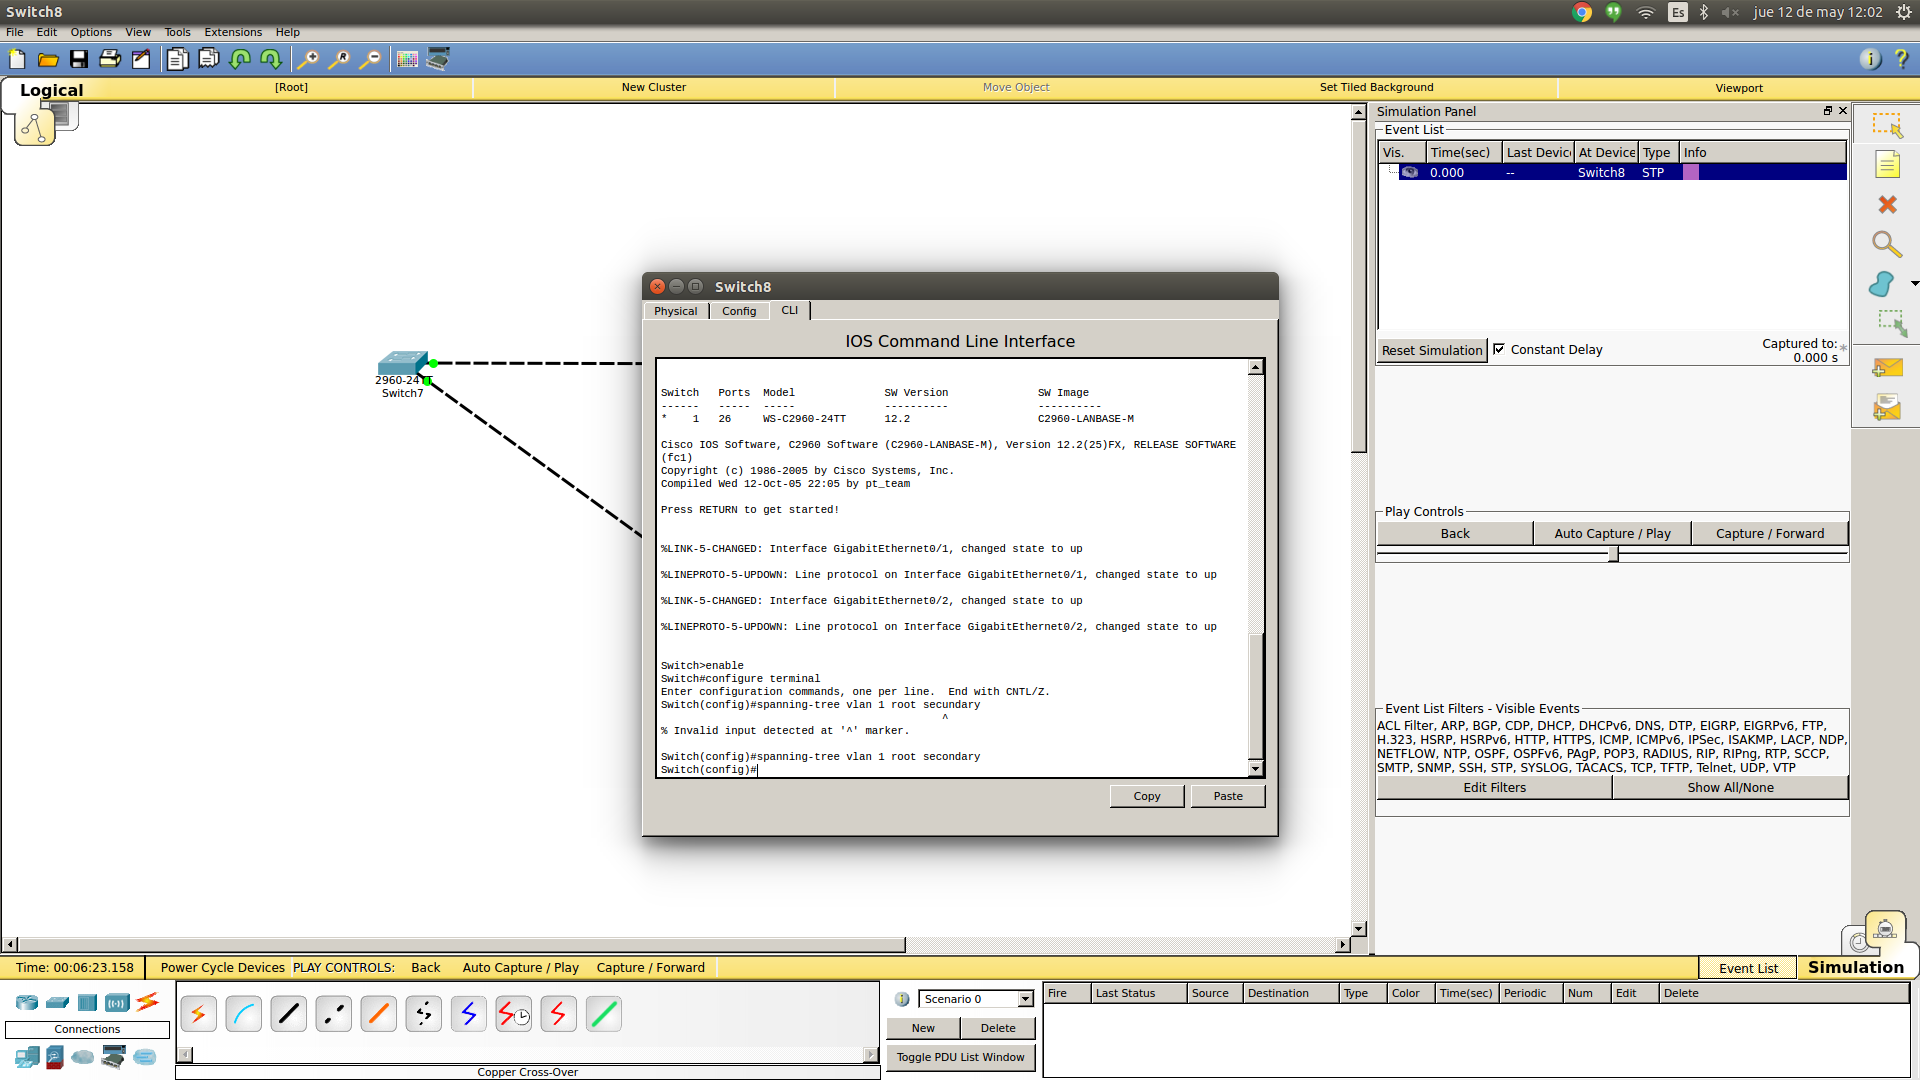 Switch8
Es
jue 12 de may 12:02
File Edit Options View Tools Extensions Help
Logical
[Root]
New Cluster
Move Object
Set Tiled Background
Viewport
2960-24TT
Switch7
Switch8
Physical Config CLI
IOS Command Line Interface
Switch Ports Model SW Version SW Image
------ ----- ----- ---------- ----------
* 1 26 WS-C2960-24TT 12.2 C2960-LANBASE-M
Cisco IOS Software, C2960 Software (C2960-LANBASE-M), Version 12.2(25)FX, RELEASE SOFTWARE
(fc1)
Copyright (c) 1986-2005 by Cisco Systems, Inc.
Compiled Wed 12-Oct-05 22:05 by pt_team
Press RETURN to get started!
%LINK-5-CHANGED: Interface GigabitEthernet0/1, changed state to up
%LINEPROTO-5-UPDOWN: Line protocol on Interface GigabitEthernet0/1, changed state to up
%LINK-5-CHANGED: Interface GigabitEthernet0/2, changed state to up
%LINEPROTO-5-UPDOWN: Line protocol on Interface GigabitEthernet0/2, changed state to up
Switch>enable
Switch#configure terminal
Enter configuration commands, one per line.  End with CNTL/Z.
Switch(config)#spanning-tree vlan 1 root secundary
^
% Invalid input detected at '^' marker.
Switch(config)#spanning-tree vlan 1 root secondary
Switch(config)#
Copy
Paste
Simulation Panel
Event List
Vis. Time(sec) Last Devic At Device Type Info
0.000 -- Switch8 STP
Reset Simulation
Constant Delay
Captured to:
0.000 s
*
Play Controls
Back
Auto Capture / Play
Capture / Forward
Event List Filters - Visible Events
ACL Filter, ARP, BGP, CDP, DHCP, DHCPv6, DNS, DTP, EIGRP, EIGRPv6, FTP,
H.323, HSRP, HSRPv6, HTTP, HTTPS, ICMP, ICMPv6, IPSec, ISAKMP, LACP, NDP,
NETFLOW, NTP, OSPF, OSPFv6, PAgP, POP3, RADIUS, RIP, RIPng, RTP, SCCP,
SMTP, SNMP, SSH, STP, SYSLOG, TACACS, TCP, TFTP, Telnet, UDP, VTP
Edit Filters
Show All/None
Time: 00:06:23.158
Power Cycle Devices
PLAY CONTROLS:
Back
Auto Capture / Play
Capture / Forward
Event List
Simulation
Connections
Copper Cross-Over
Scenario 0
New
Delete
Toggle PDU List Window
Fire Last Status Source Destination Type Color Time(sec) Periodic Num Edit Delete